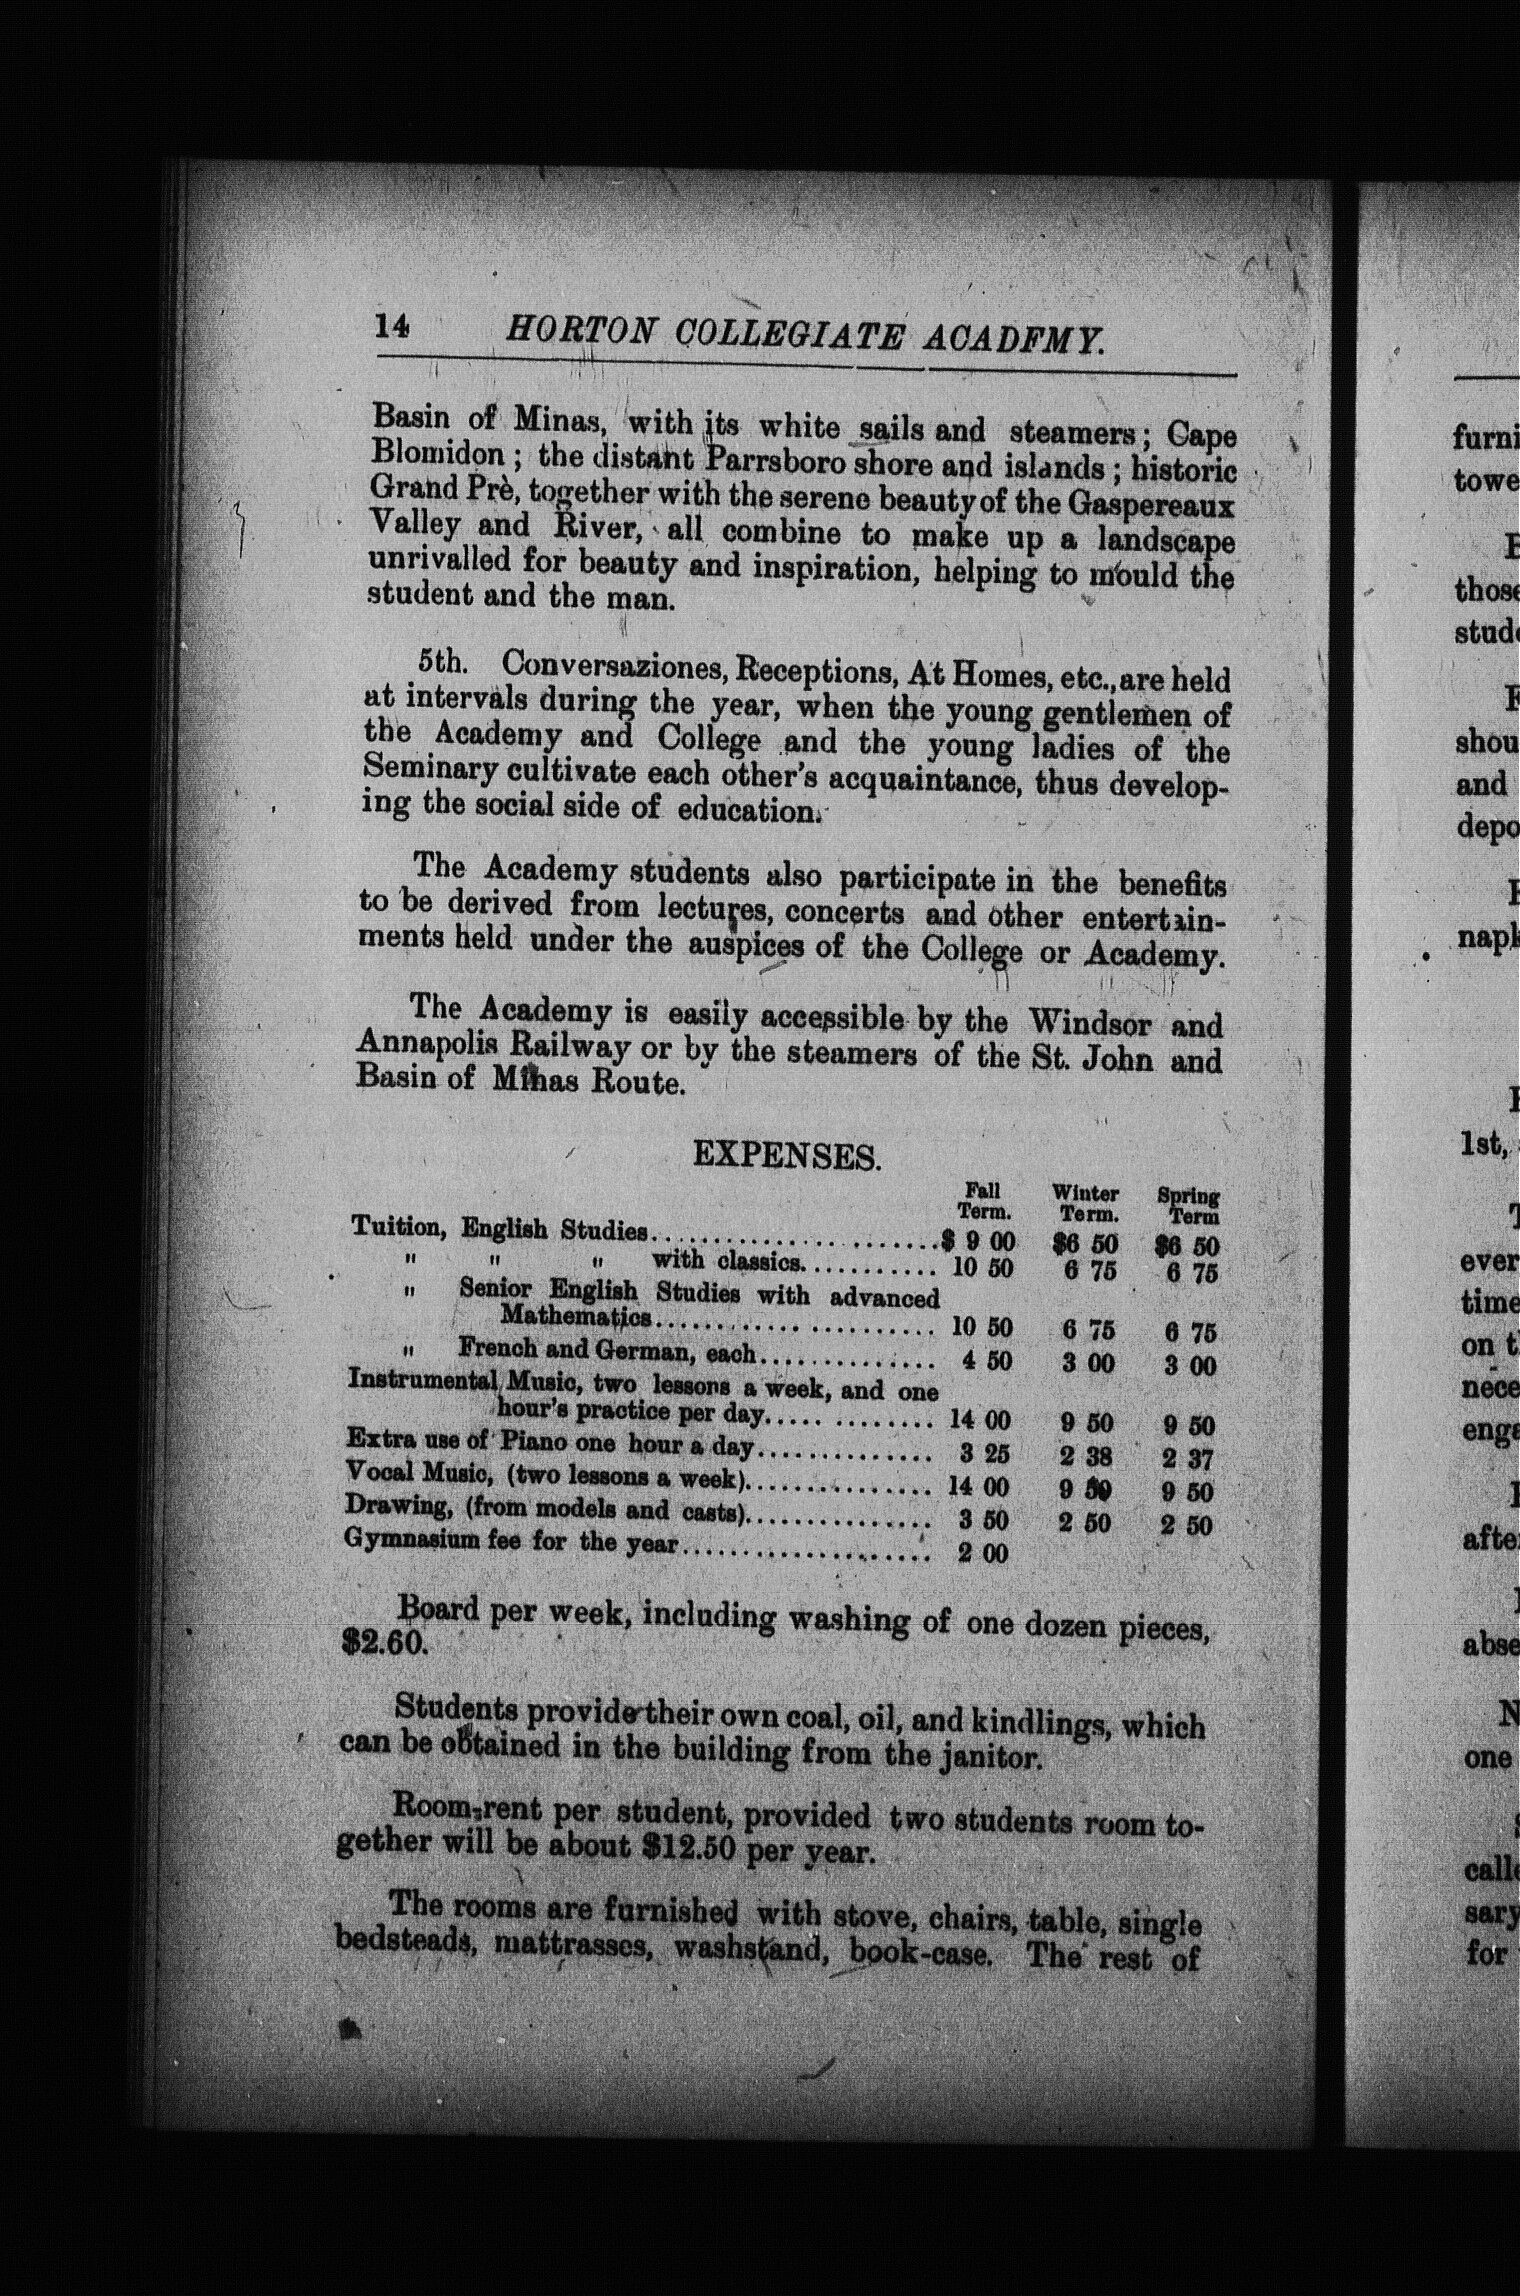 14 HORTON COLLEGIATE ACADFMY.
Basin of Minas, with its white sails and steamers; Cape
Blomidon; the distant Parrsboro shore and islands; historic
Grand Prè, together with the serene beauty of the Gaspereaux
Valley and River, all combine to make up a landscape
unrivalled for beauty and inspiration, helping to mould the
student and the man.
5th. Conversaziones, Receptions, At Homes, etc., are held
at intervals during the year, when the young gentlemen of
the Academy and College and the young ladies of the
Seminary cultivate each other's acquaintance, thus develop-
ing the social side of education.
The Academy students also participate in the benefits
to be derived from lectures, concerts and other entertain-
ments held under the auspices of the College or Academy.
The Academy is easily accessible by the Windsor and
Annapolis Railway or by the steamers of the St. John and
Basin of Minas Route.
EXPENSES.
Fall Winter Spring
Term. Term. Term
Tuition, English Studies........................$ 9 00 $6 50 $6 50
" " " with classics............ 10 50 6 75 6 75
" Senior English Studies with advanced
Mathematics........................ 10 50 6 75 6 75
" French and German, each............... 4 50 3 00 3 00
Instrumental Music, two lessons a week, and one
hour's practice per day.............. 14 00 9 50 9 50
Extra use of Piano one hour a day............... 3 25 2 38 2 37
Vocal Music, (two lessons a week)................ 14 00 9 50 9 50
Drawing, (from models and casts)................ 3 50 2 50 2 50
Gymnasium fee for the year..................... 2 00
Board per week, including washing of one dozen pieces,
$2.60.
Students provide their own coal, oil, and kindlings, which
can be obtained in the building from the janitor.
Room-rent per student, provided two students room to-
gether will be about $12.50 per year.
The rooms are furnished with stove, chairs, table, single
bedsteads, mattrasses, washstand, book-case. The rest of
furni
towe
those
stude
shou
and
depo
napk
1st,
ever
time
on t
nece
enga
after
abse
one
calle
sary
for